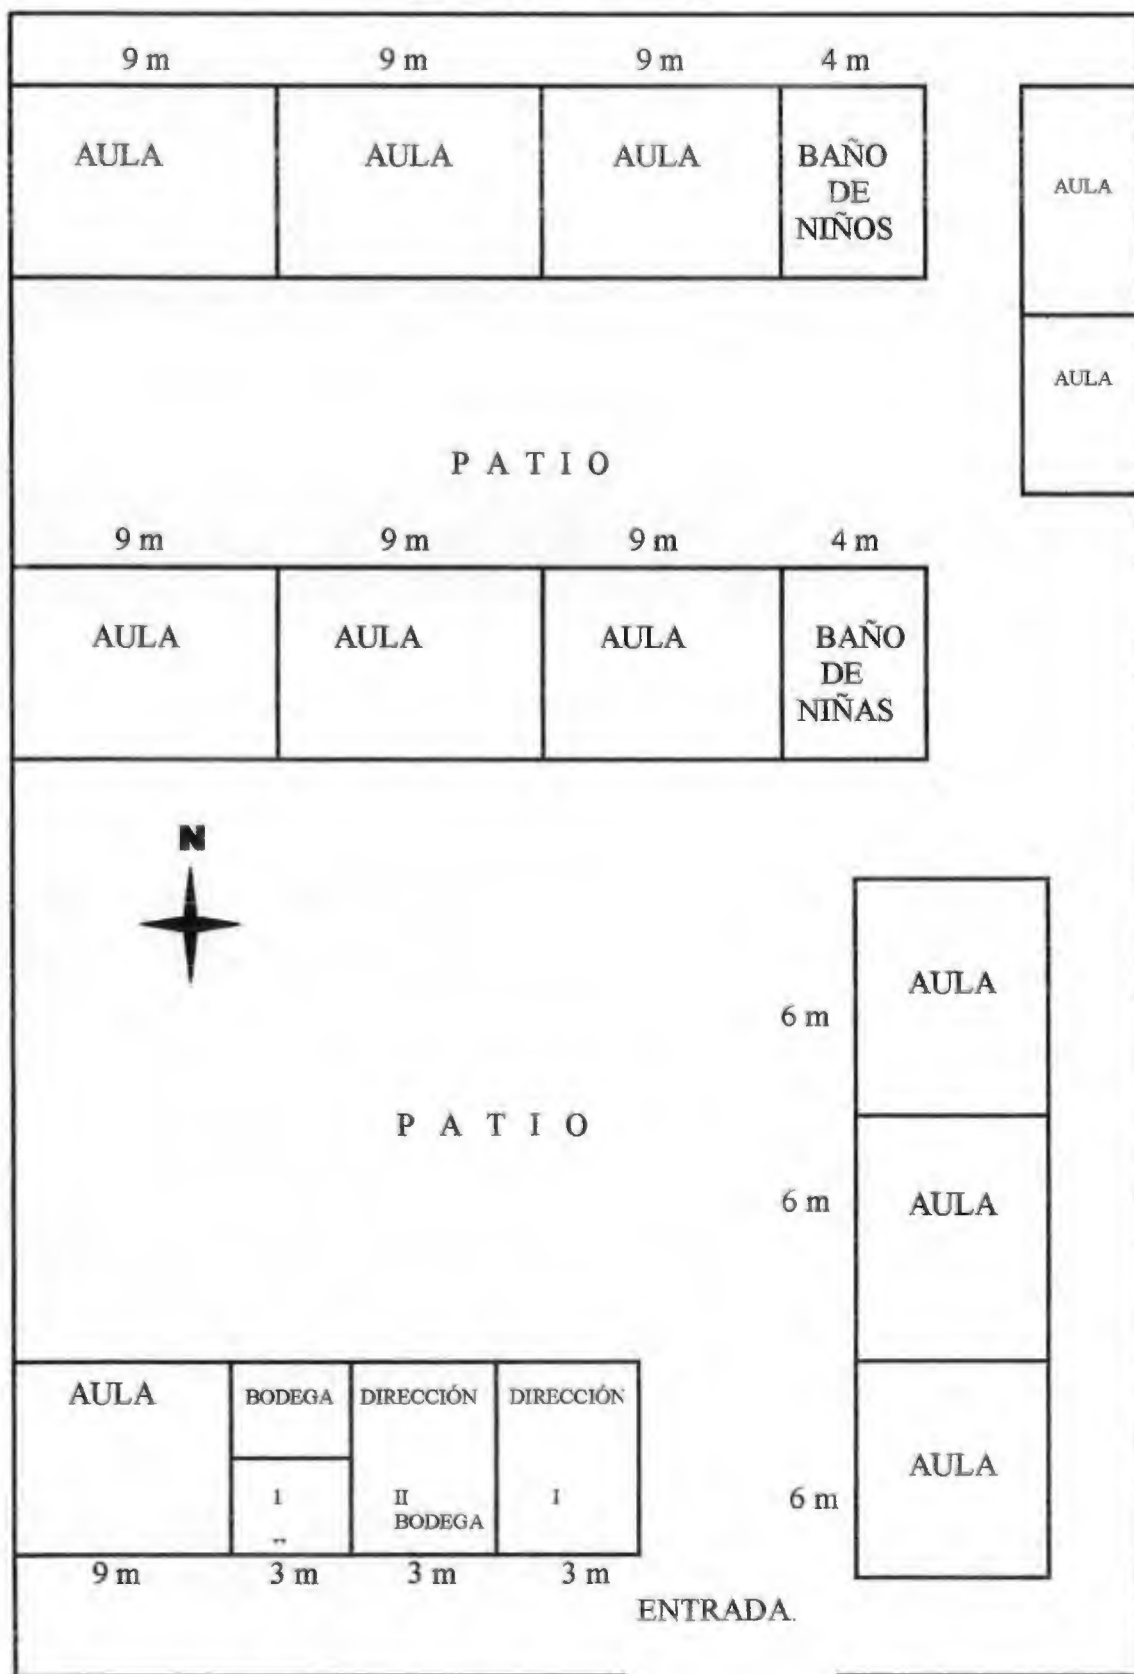 9 m 9 m 9 m 4 m
AULA AULA AULA BAÑO
DE
NIÑOS
AULA
AULA
P A T I O
9 m 9 m 9 m 4 m
AULA AULA AULA BAÑO
DE
NIÑAS
N
AULA
6 m
P A T I O
6 m AULA
AULA BODEGA DIRECCIÓN DIRECCIÓN
AULA
I II I
BODEGA
6 m
9 m 3 m 3 m 3 m
ENTRADA.